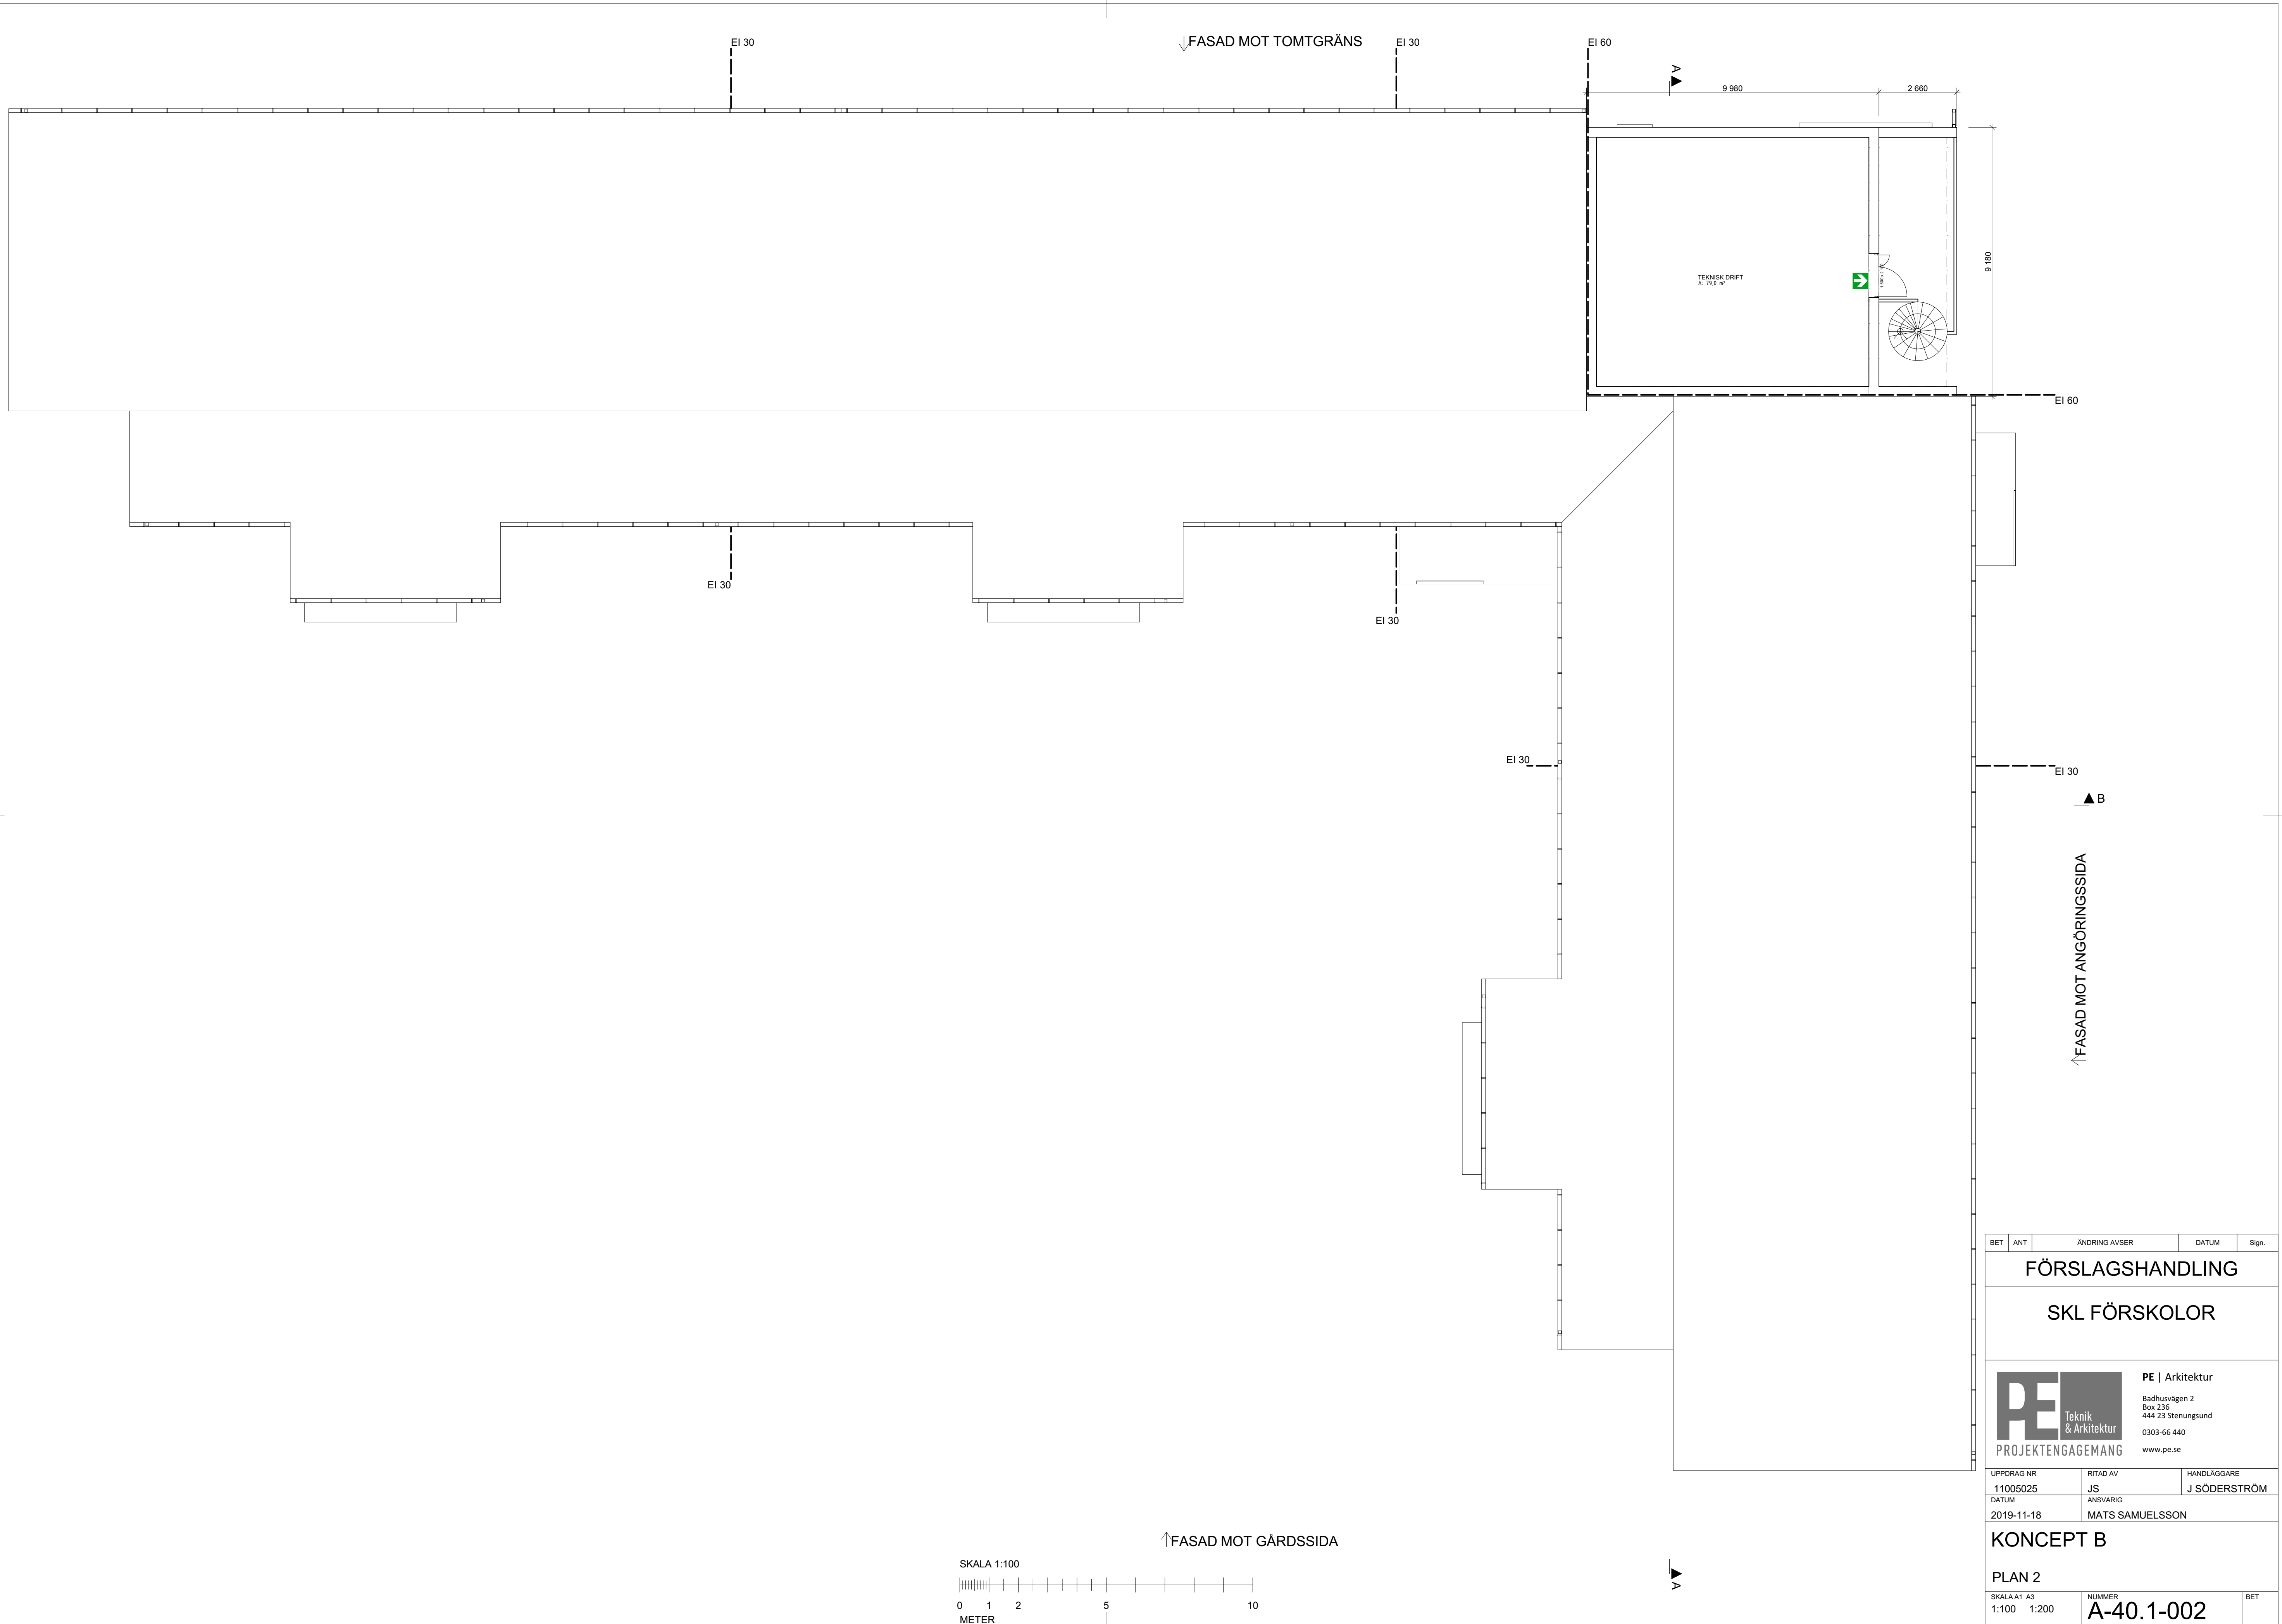 EI 30
FASAD MOT TOMTGRÄNS
EI 30
EI 60
A
9 980
2 660
9 180
TEKNISK DRIFT
A: 79,0 m²
EI 60
EI 30
EI 30
EI 30
EI 30
B
FASAD MOT ANGÖRINGSSIDA
FASAD MOT GÅRDSSIDA
A
SKALA 1:100
0 1 2 5 10
METER
BET ANT ÄNDRING AVSER DATUM Sign.
FÖRSLAGSHANDLING
SKL FÖRSKOLOR
PE
Teknik
& Arkitektur
PROJEKTENGAGEMANG
PE | Arkitektur
Badhusvägen 2
Box 236
444 23 Stenungsund
0303-66 440
www.pe.se
UPPDRAG NR RITAD AV HANDLÄGGARE
11005025 JS J SÖDERSTRÖM
DATUM ANSVARIG
2019-11-18 MATS SAMUELSSON
KONCEPT B
PLAN 2
SKALA A1 A3 NUMMER BET
1:100 1:200 A-40.1-002